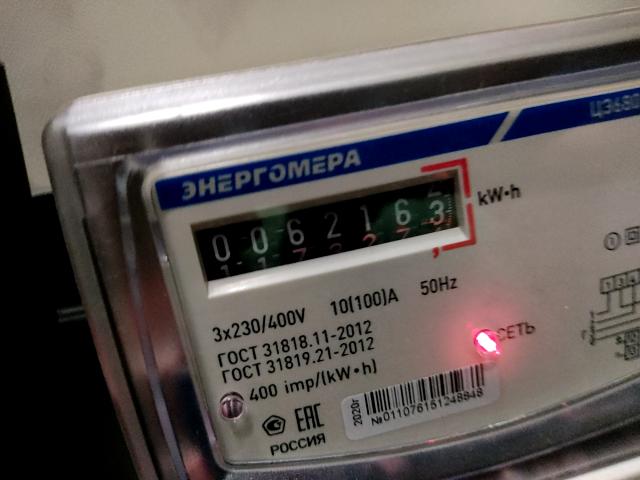 ЭНЕРГОМЕРА
ЦЭ680
0062163
kW•h
3x230/400V 10(100)A 50Hz
ГОСТ 31818.11-2012
ГОСТ 31819.21-2012
400 imp/(kW•h)
СЕТЬ
EAC
РОССИЯ
2020г
№011076151248948